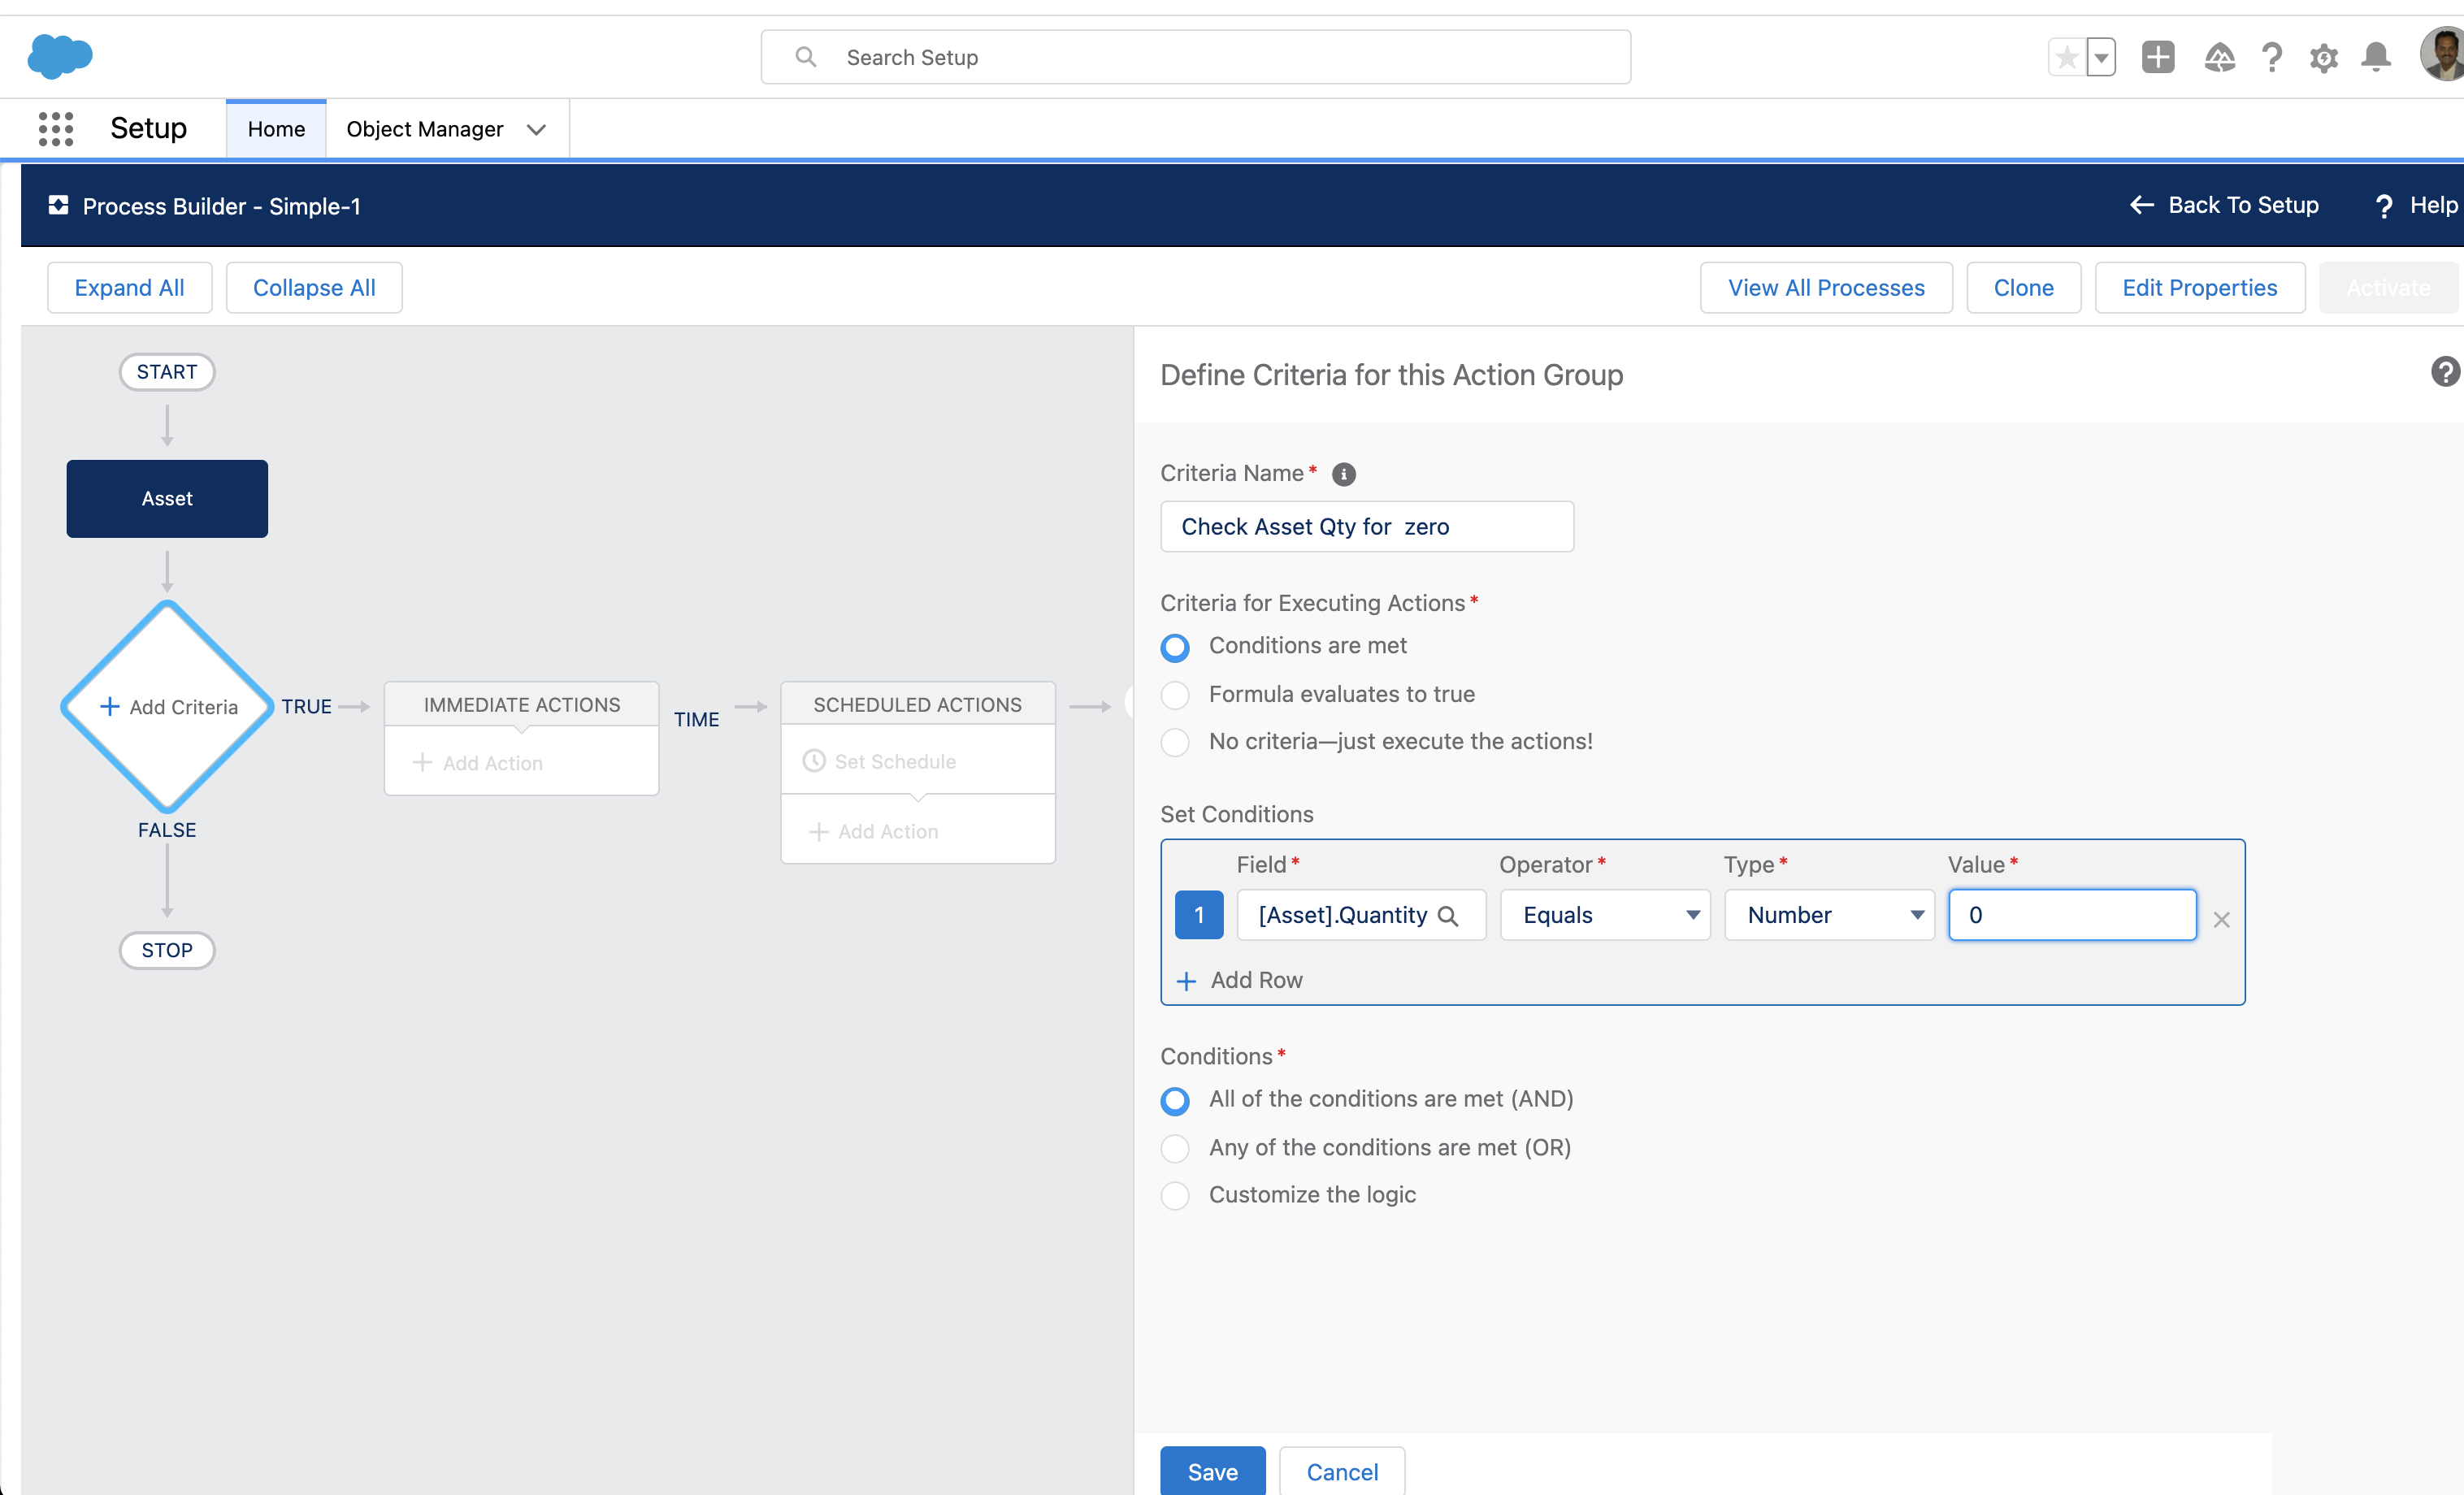 Search Setup
Setup
Home
Object Manager
Process Builder - Simple-1
Back To Setup
? Help
Expand All
Collapse All
View All Processes
Clone
Edit Properties
Activate
START
Asset
+ Add Criteria
TRUE
IMMEDIATE ACTIONS
+ Add Action
TIME
SCHEDULED ACTIONS
Set Schedule
+ Add Action
FALSE
STOP
Define Criteria for this Action Group
Criteria Name*
Check Asset Qty for  zero
Criteria for Executing Actions*
Conditions are met
Formula evaluates to true
No criteria—just execute the actions!
Set Conditions
Field* Operator* Type* Value*
1 [Asset].Quantity Equals Number 0
+ Add Row
Conditions*
All of the conditions are met (AND)
Any of the conditions are met (OR)
Customize the logic
Save
Cancel